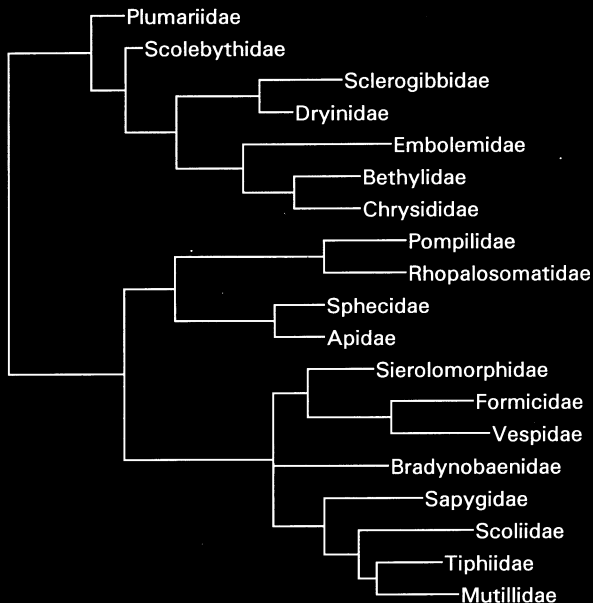 Plumariidae
Scolebythidae
Sclerogibbidae
Dryinidae
Embolemidae
Bethylidae
Chrysididae
Pompilidae
Rhopalosomatidae
Sphecidae
Apidae
Sierolomorphidae
Formicidae
Vespidae
Bradynobaenidae
Sapygidae
Scoliidae
Tiphiidae
Mutillidae